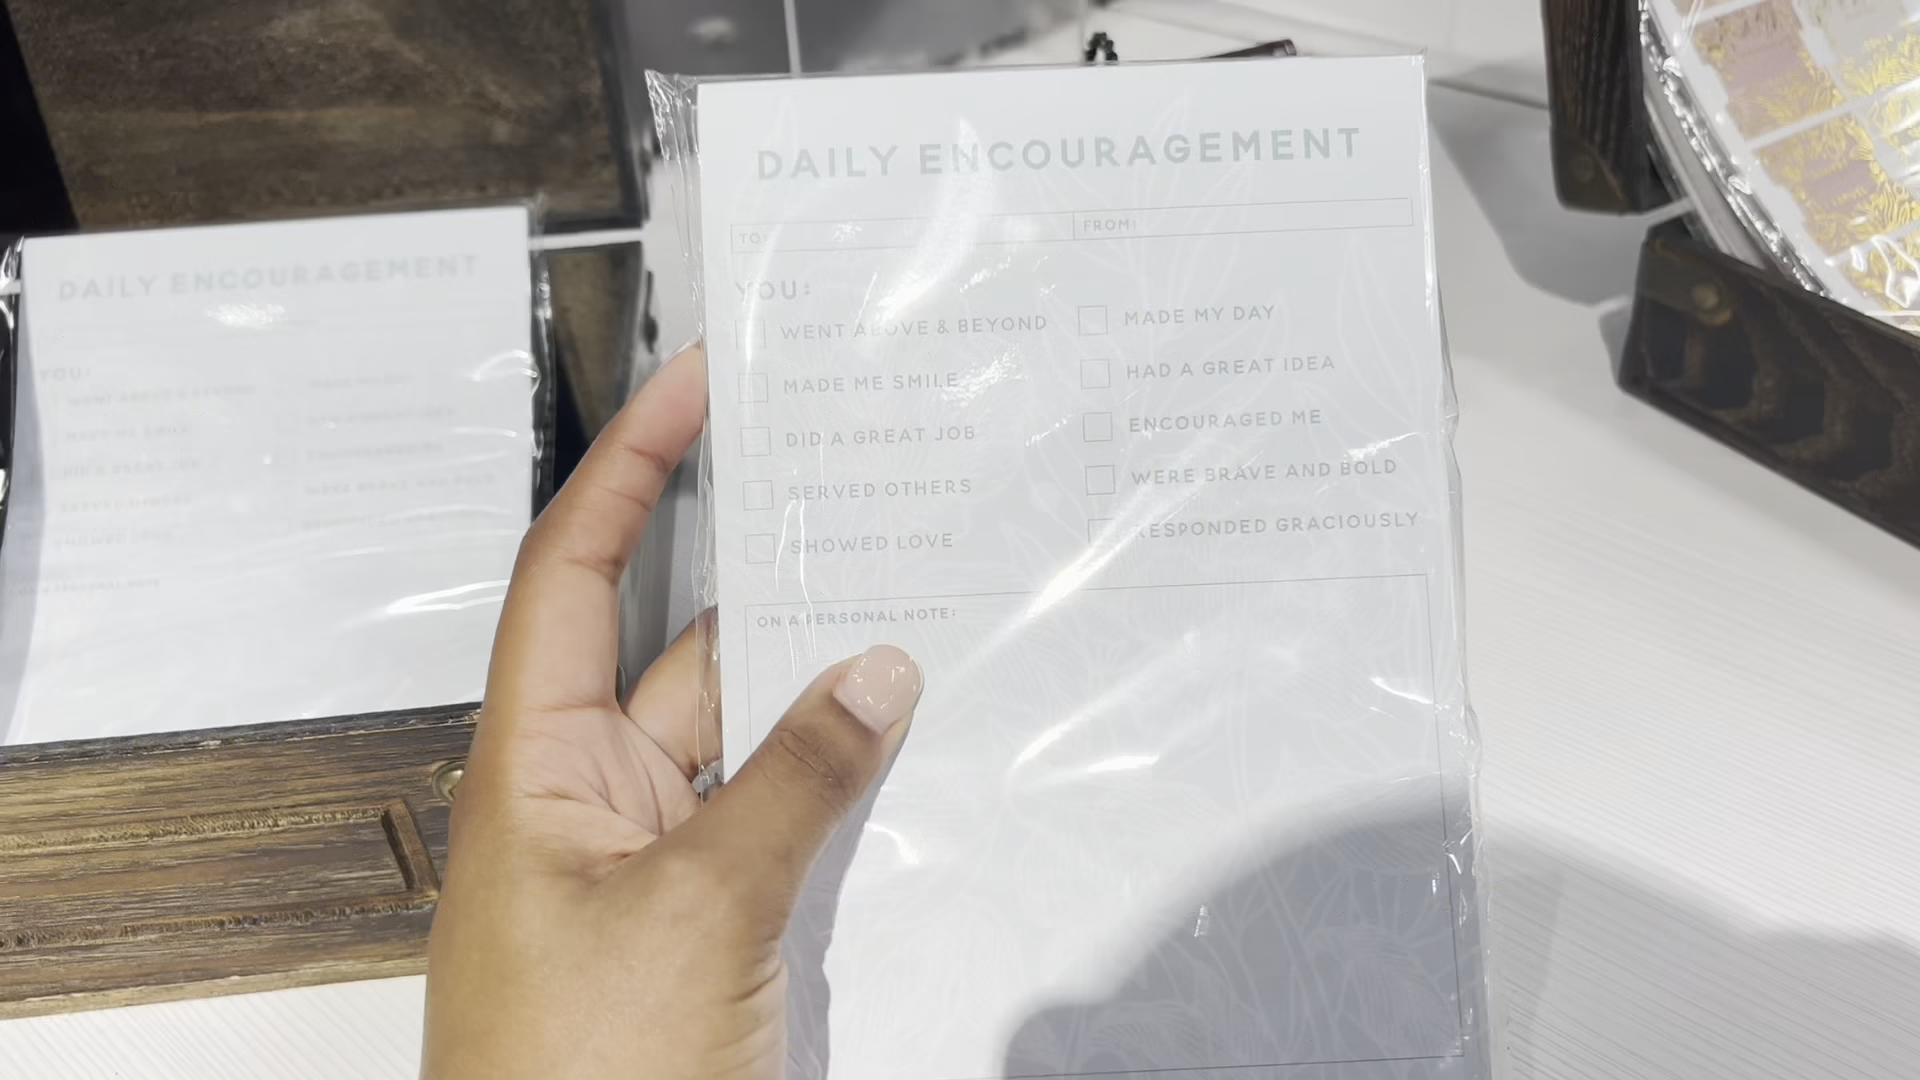 DAILY ENCOURAGEMENT
TO:
FROM:
YOU:
WENT ABOVE & BEYOND
MADE ME SMILE
DID A GREAT JOB
SERVED OTHERS
SHOWED LOVE
MADE MY DAY
HAD A GREAT IDEA
ENCOURAGED ME
WERE BRAVE AND BOLD
RESPONDED GRACIOUSLY
ON A PERSONAL NOTE:
DAILY ENCOURAGEMENT
YOU: